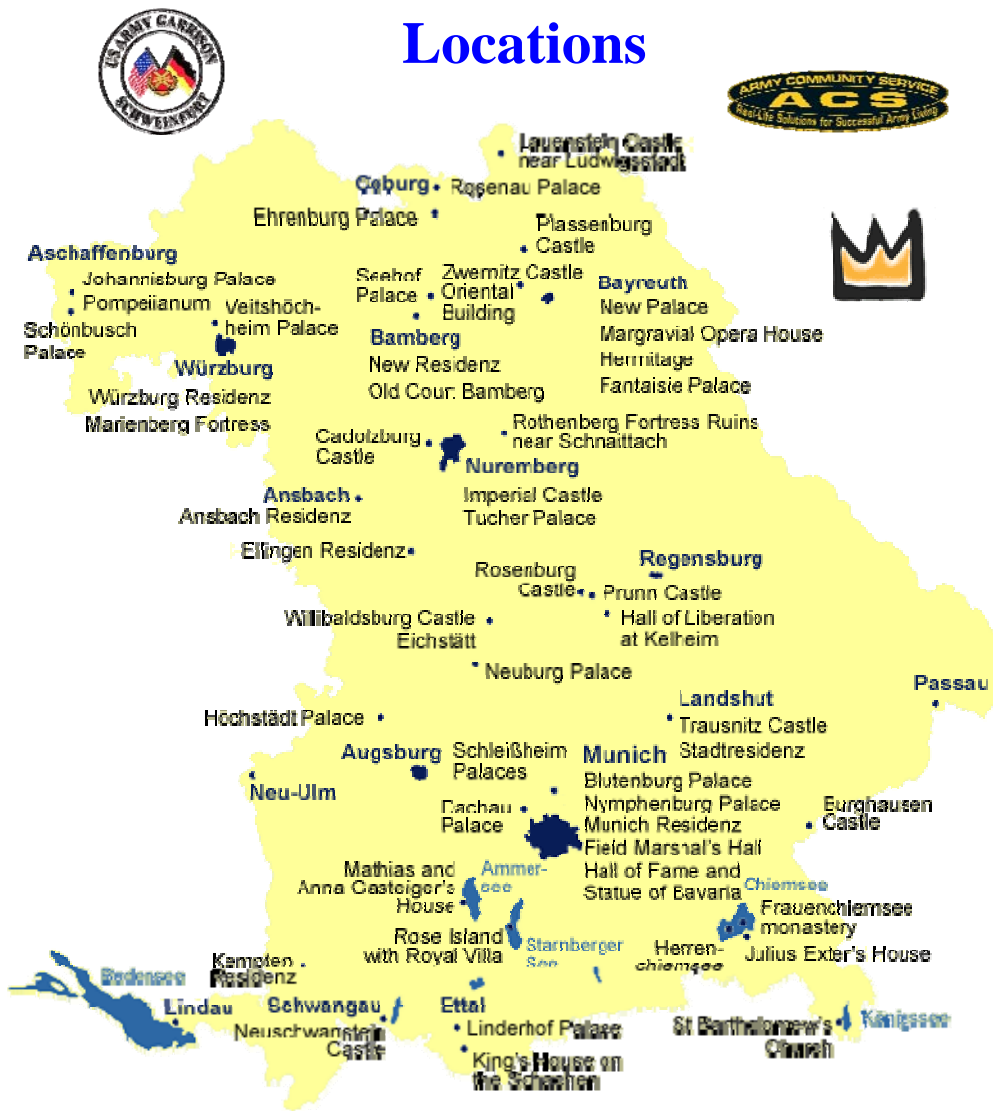 Locations
US ARMY GARRISON
SCHWEINFURT
ARMY COMMUNITY SERVICE
ACS
Real-Life Solutions for Successful Army Living
Lauenstein Castle
near Ludwigsstadt
Coburg
Rosenau Palace
Ehrenburg Palace
Plassenburg
Castle
Aschaffenburg
Johannisburg Palace
Pompeiianum
Schönbusch
Palace
Veitshöch-
heim Palace
Würzburg
Würzburg Residenz
Marienberg Fortress
Seehof
Palace
Zwernitz Castle
Oriental
Building
Bamberg
New Residenz
Old Court Bamberg
Bayreuth
New Palace
Margravial Opera House
Hermitage
Fantaisie Palace
Cadolzburg
Castle
Rothenberg Fortress Ruins
near Schnaittach
Nuremberg
Imperial Castle
Tucher Palace
Ansbach
Ansbach Residenz
Ellingen Residenz
Regensburg
Rosenburg
Castle
Prunn Castle
Willibaldsburg Castle
Eichstätt
Hall of Liberation
at Kelheim
Neuburg Palace
Passau
Landshut
Trausnitz Castle
Stadtresidenz
Höchstädt Palace
Augsburg
Schleißheim
Palaces
Munich
Blutenburg Palace
Nymphenburg Palace
Munich Residenz
Field Marshal's Hall
Hall of Fame and
Statue of Bavaria
Neu-Ulm
Dachau
Palace
Burghausen
Castle
Mathias and
Anna Gasteiger's
House
Ammer-
see
Chiemsee
Frauenchiemsee
monastery
Rose Island
with Royal Villa
Starnberger
See
Herren-
chiemsee
Julius Exter's House
Kempten
Residenz
Bodensee
Lindau
Schwangau
Neuschwanstein
Castle
Ettal
Linderhof Palace
King's House on
the Schachen
St Bartholomew's
Church
Königssee